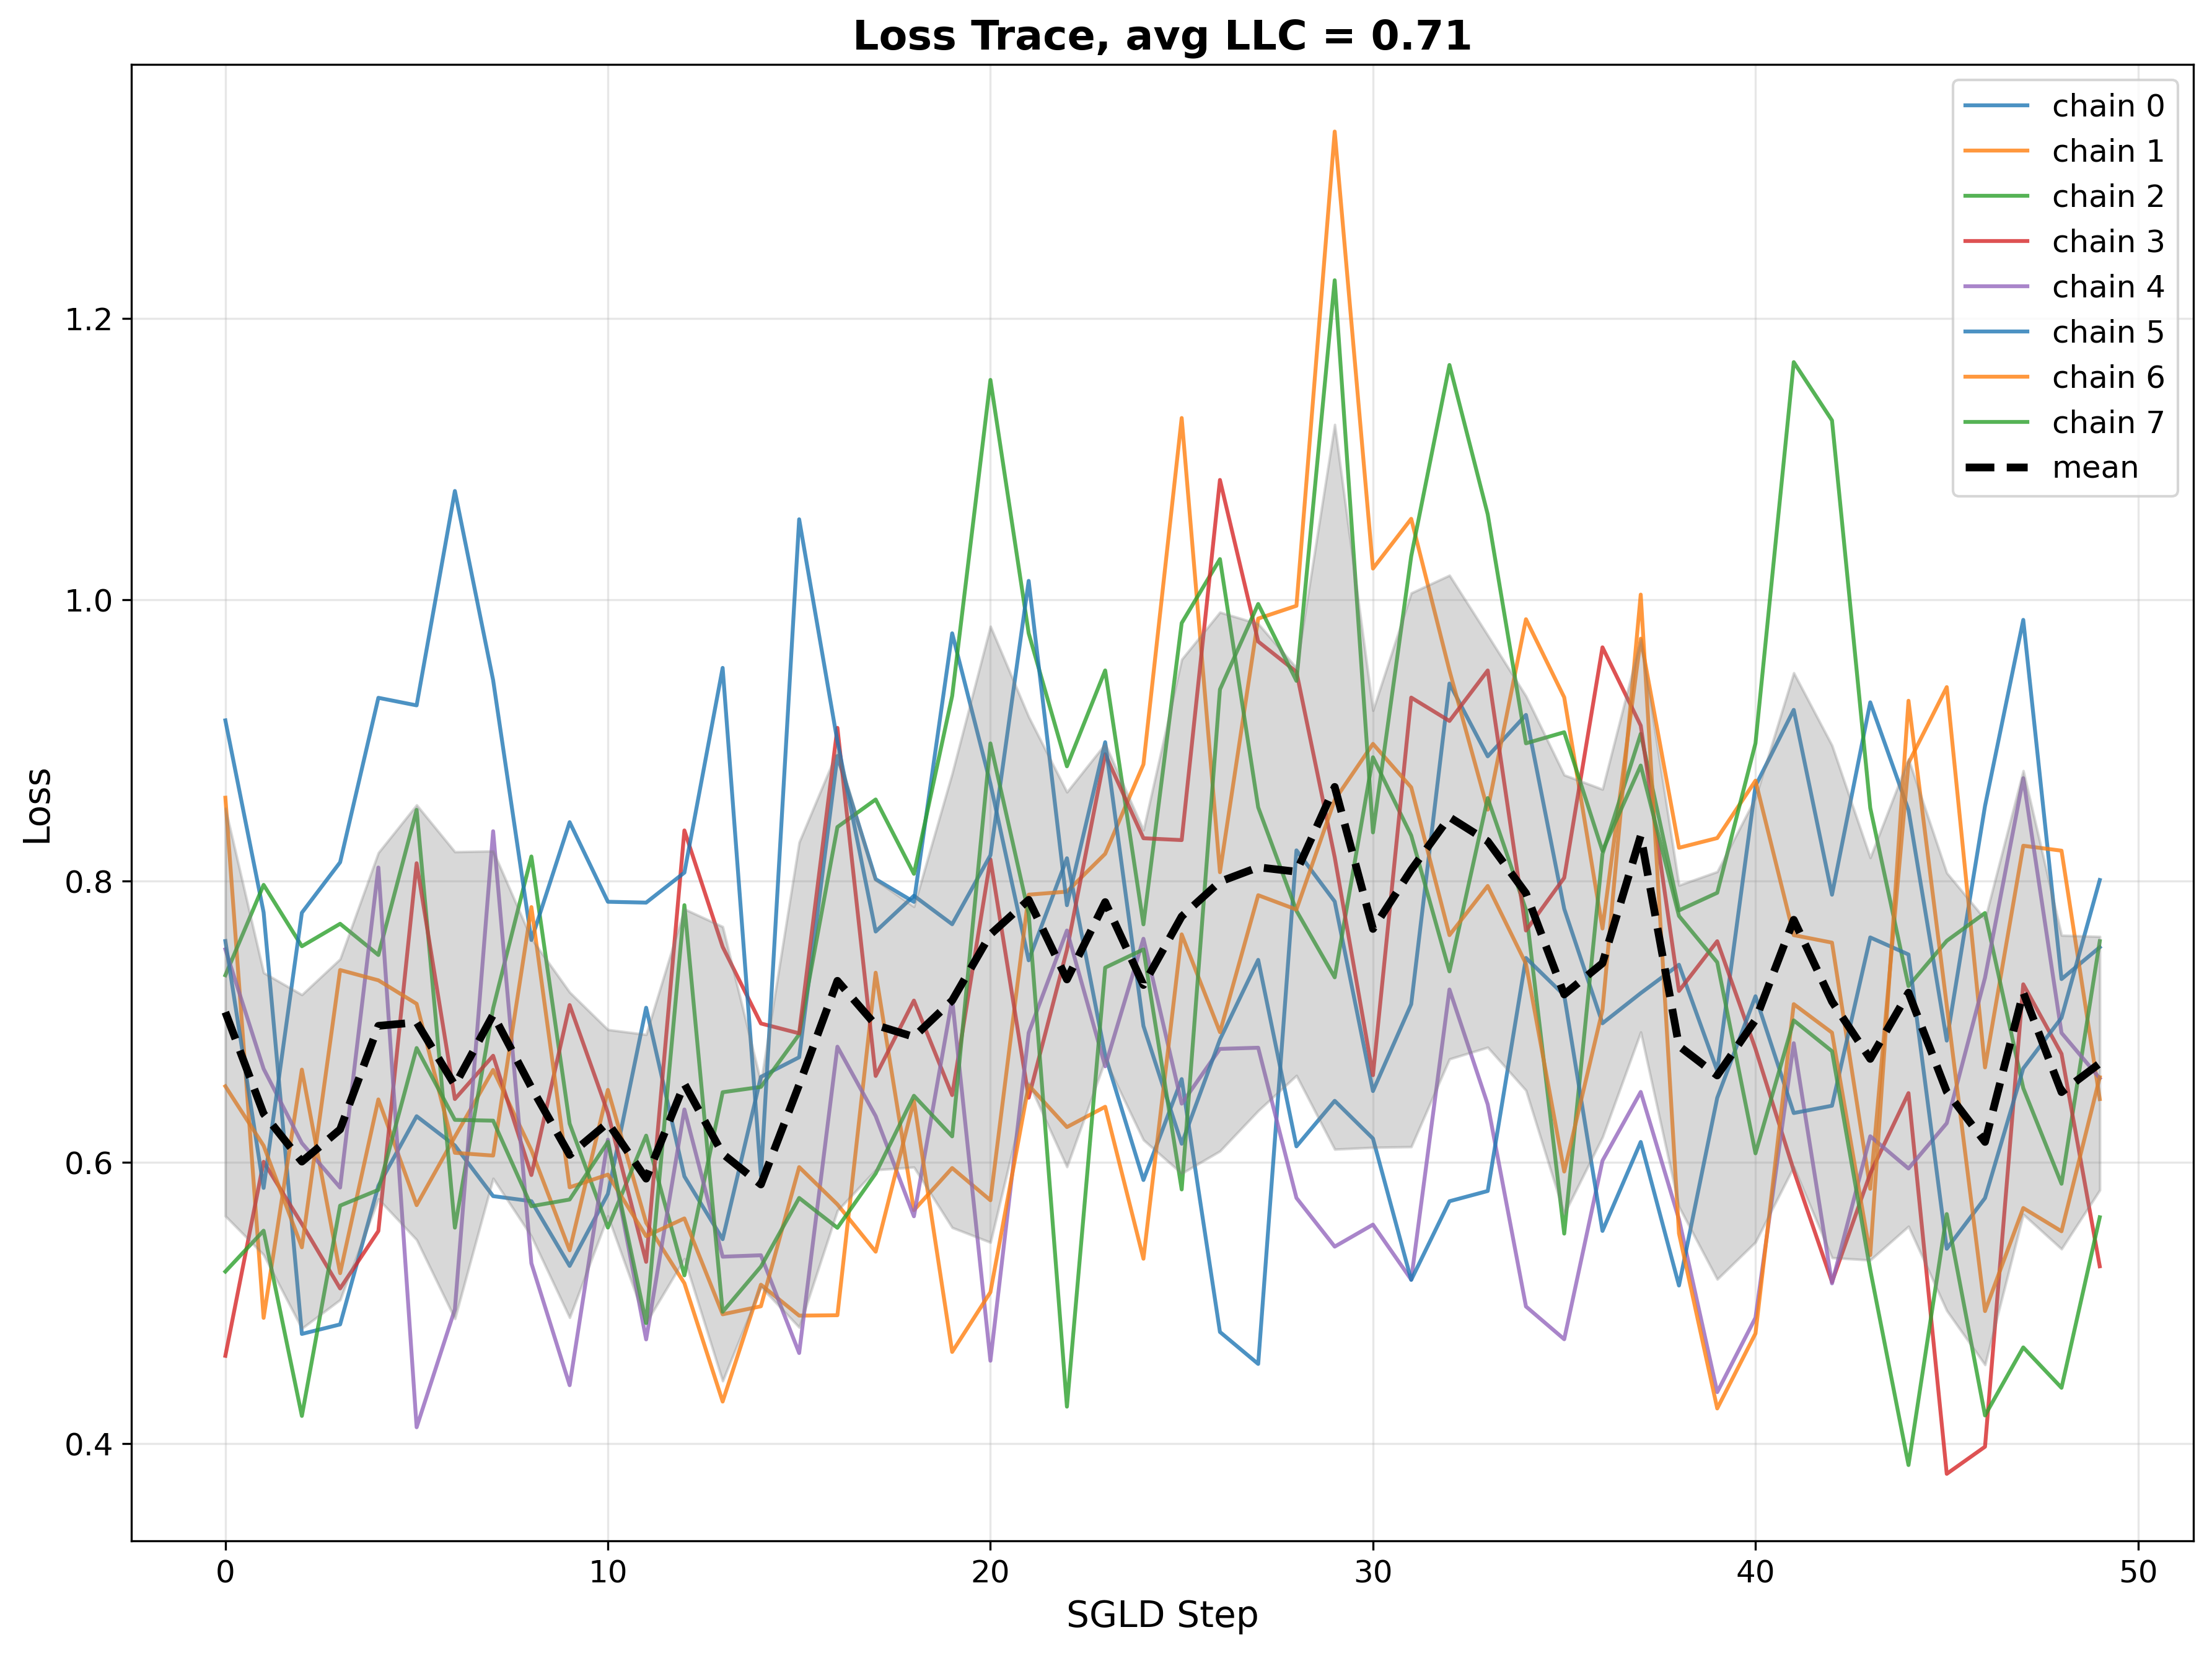 Loss Trace, avg LLC = 0.71
chain 0
chain 1
chain 2
chain 3
chain 4
chain 5
chain 6
chain 7
mean
Loss
1.2
1.0
0.8
0.6
0.4
0 10 20 30 40 50
SGLD Step